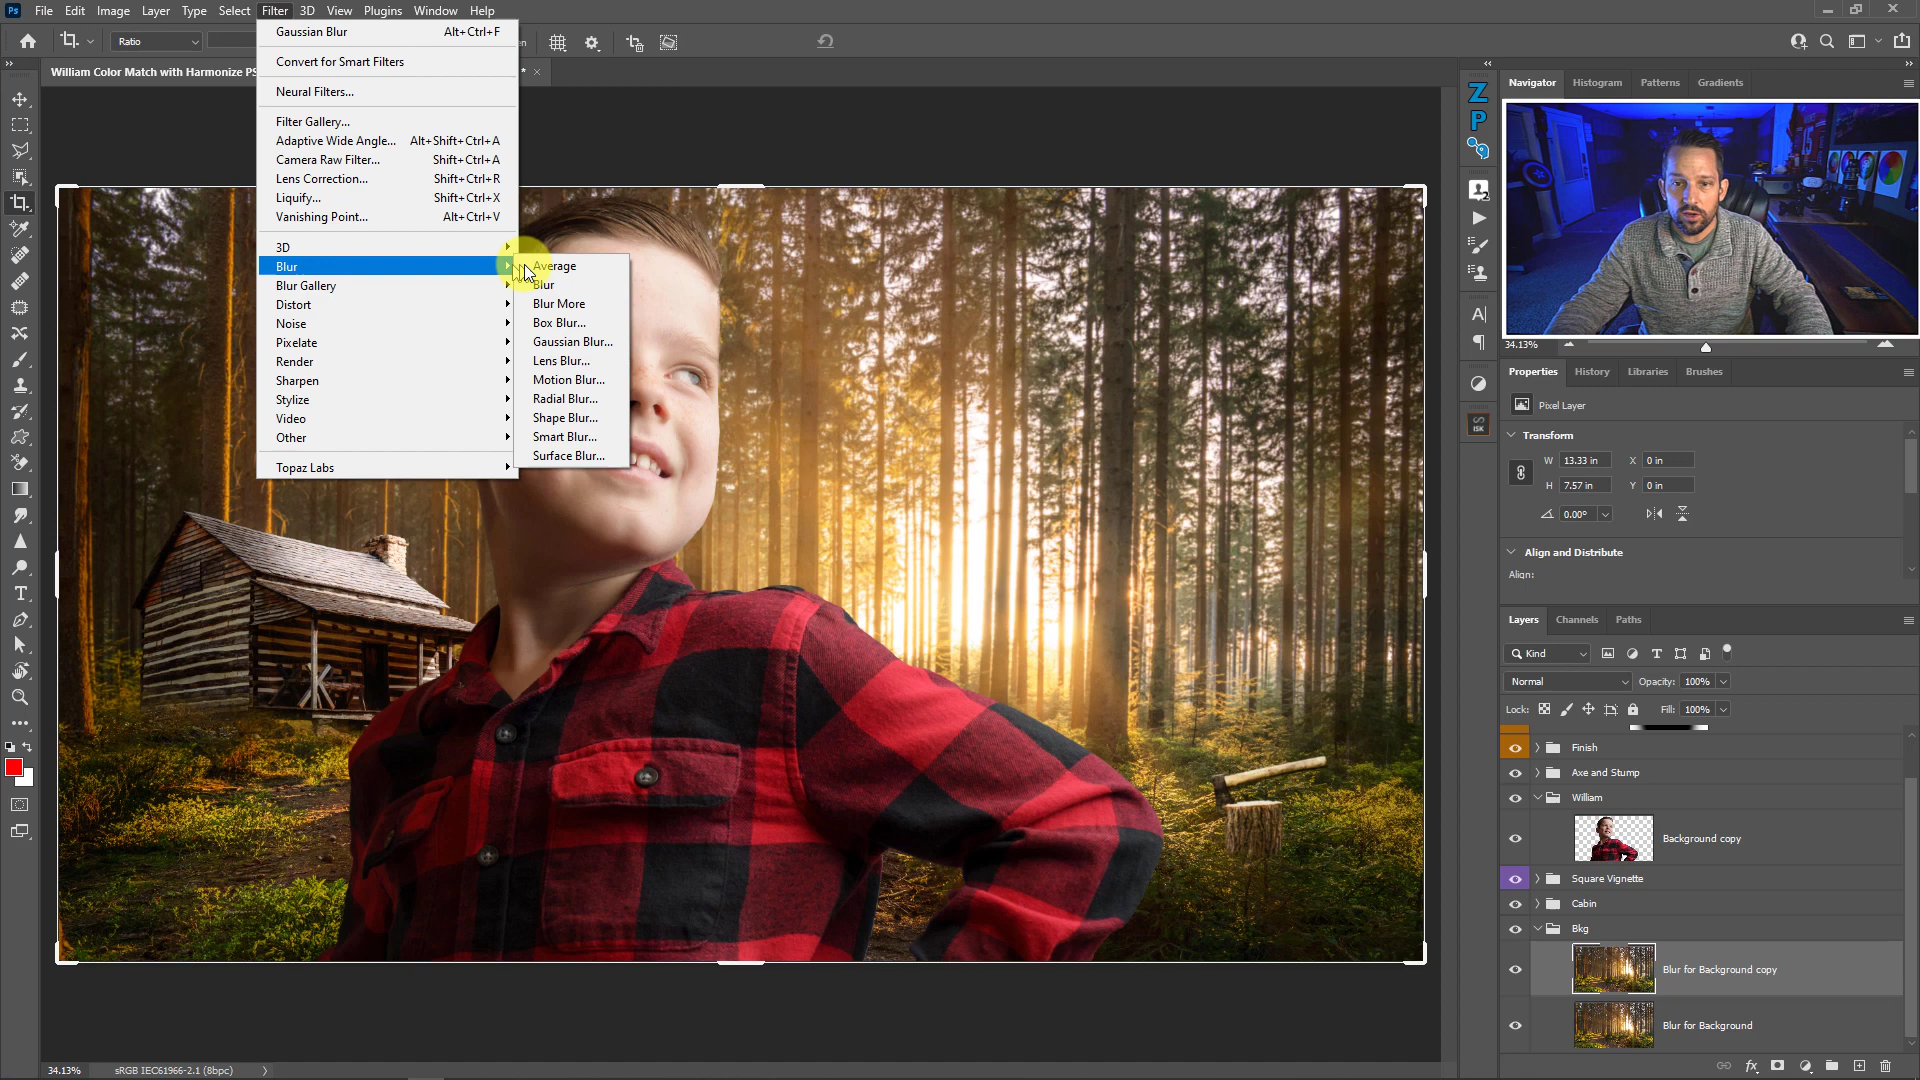 Ps File Edit Image Layer Type Select Filter 3D View Plugins Window Help
Ratio
William Color Match with Harmonize PS * ×
Gaussian Blur Alt+Ctrl+F
Convert for Smart Filters
Neural Filters...
Filter Gallery...
Adaptive Wide Angle... Alt+Shift+Ctrl+A
Camera Raw Filter... Shift+Ctrl+A
Lens Correction... Shift+Ctrl+R
Liquify... Shift+Ctrl+X
Vanishing Point... Alt+Ctrl+V
3D
Blur
Blur Gallery
Distort
Noise
Pixelate
Render
Sharpen
Stylize
Video
Other
Topaz Labs
Average
Blur
Blur More
Box Blur...
Gaussian Blur...
Lens Blur...
Motion Blur...
Radial Blur...
Shape Blur...
Smart Blur...
Surface Blur...
Navigator Histogram Patterns Gradients
34.13%
Properties History Libraries Brushes
Pixel Layer
Transform
W 13.33 in X 0 in
H 7.57 in Y 0 in
0.00°
Align and Distribute
Align:
Layers Channels Paths
Kind
Normal Opacity: 100%
Lock: Fill: 100%
Finish
Axe and Stump
William
Background copy
Square Vignette
Cabin
Bkg
Blur for Background copy
Blur for Background
34.13% sRGB IEC61966-2.1 (8bpc)